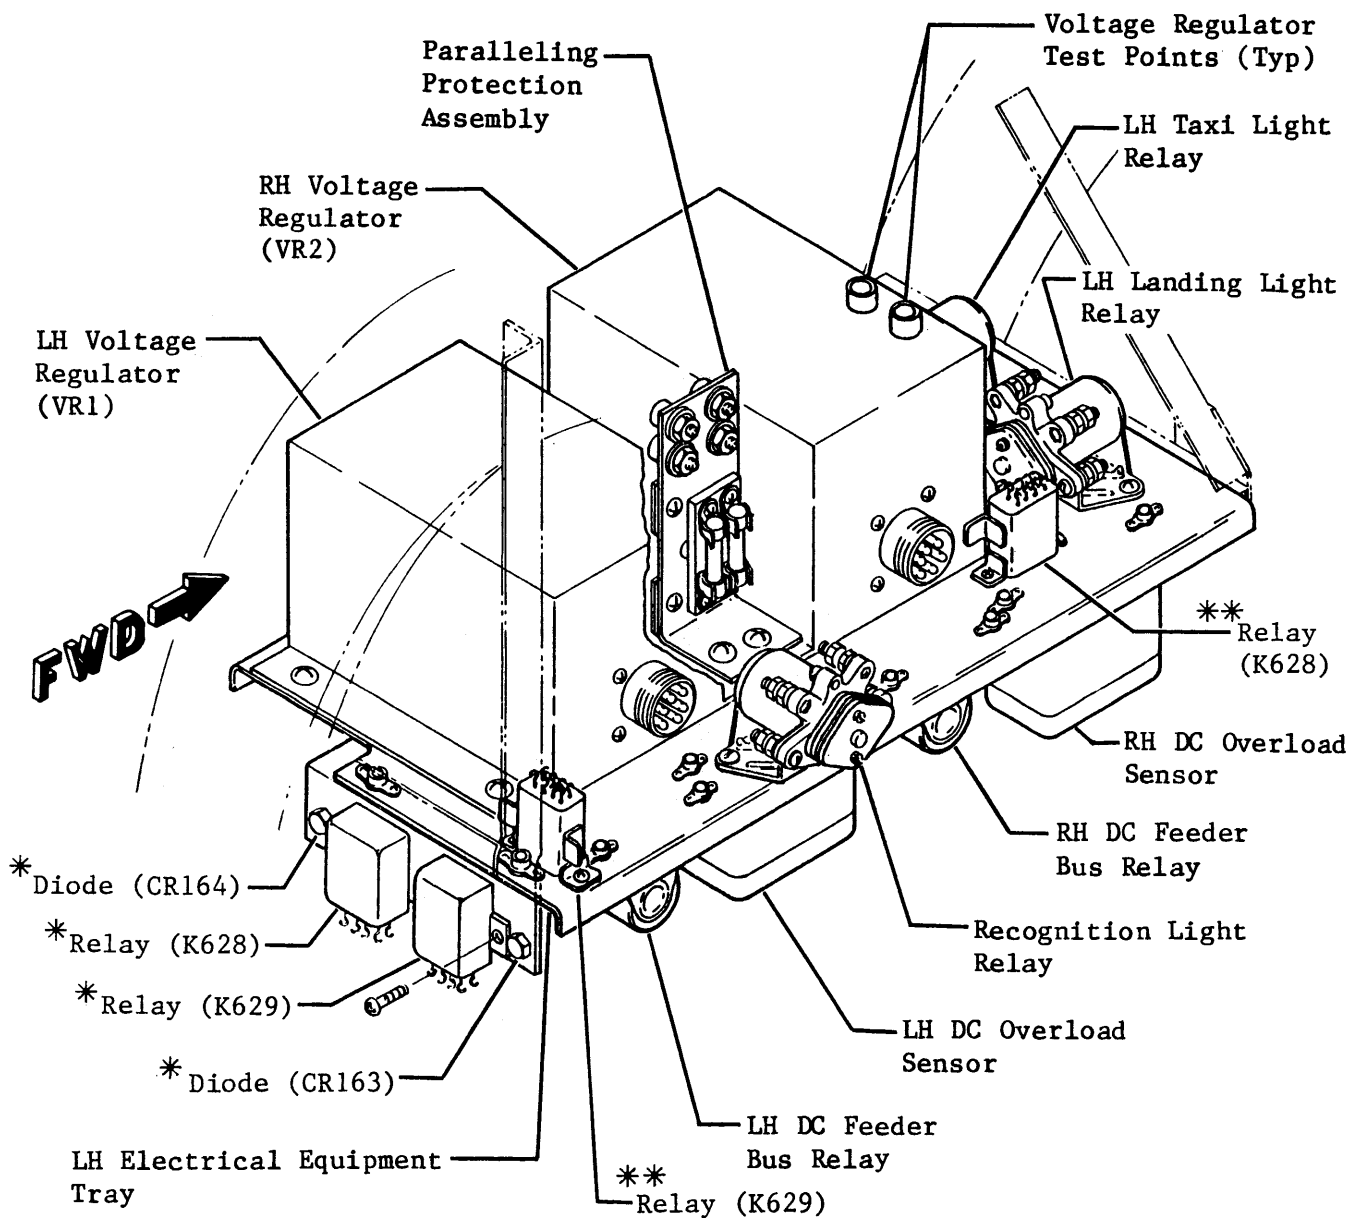 Voltage Regulator
Test Points (Typ)
Paralleling
Protection
Assembly
LH Taxi Light
Relay
RH Voltage
Regulator
(VR2)
LH Landing Light
Relay
LH Voltage
Regulator
(VR1)
FWD
** Relay
(K628)
RH DC Overload
Sensor
RH DC Feeder
Bus Relay
* Diode (CR164)
* Relay (K628)
Recognition Light
Relay
* Relay (K629)
LH DC Overload
Sensor
* Diode (CR163)
LH DC Feeder
Bus Relay
LH Electrical Equipment
Tray
** Relay (K629)